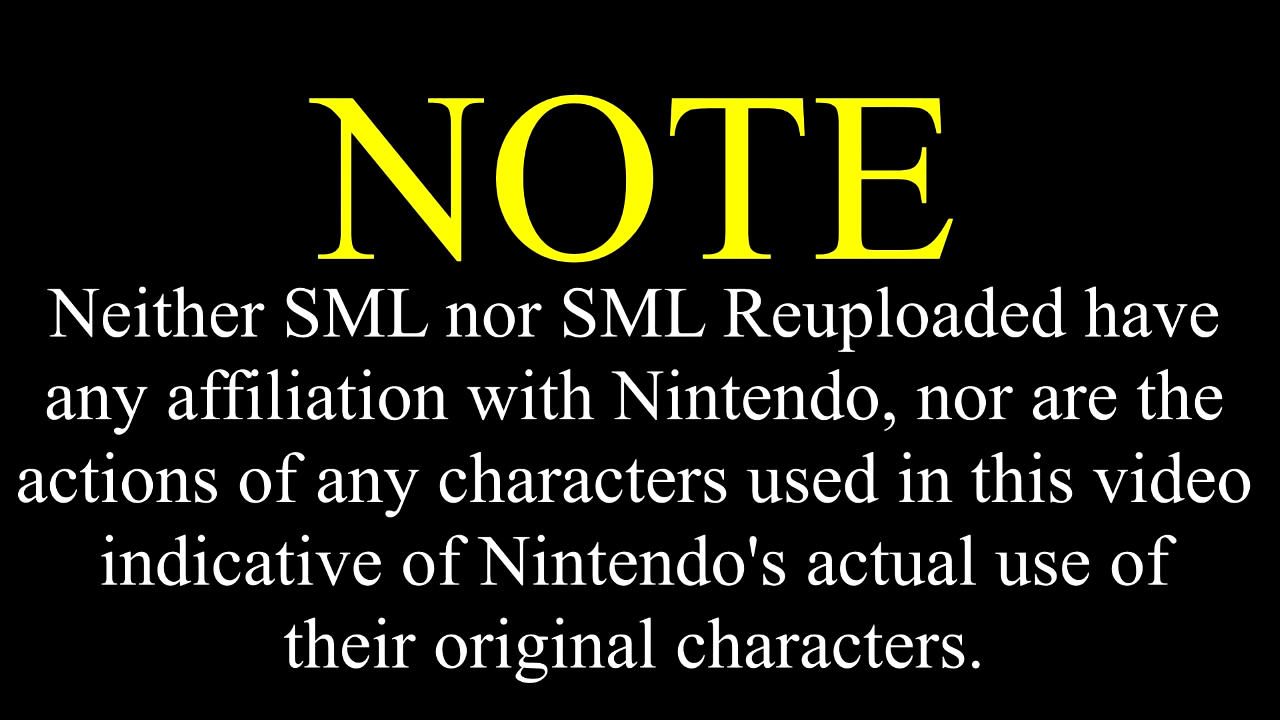 NOTE
Neither SML nor SML Reuploaded have
any affiliation with Nintendo, nor are the
actions of any characters used in this video
indicative of Nintendo's actual use of
their original characters.